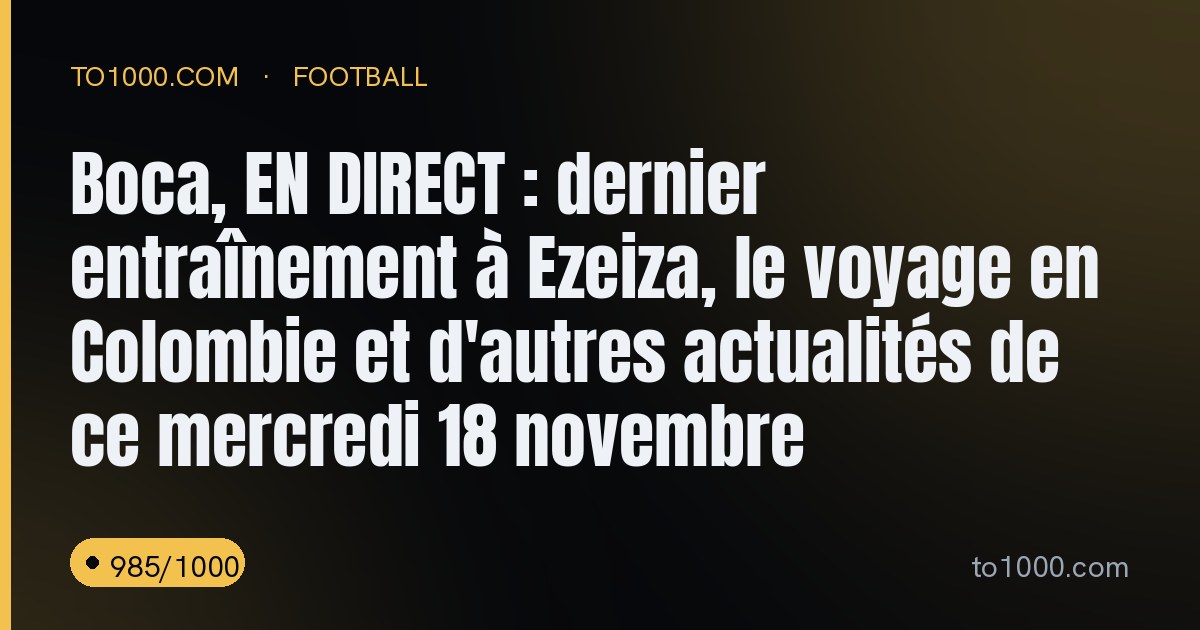 TO1000.COM · FOOTBALL
Boca, EN DIRECT : dernier
entraînement à Ezeiza, le voyage en
Colombie et d'autres actualités de
ce mercredi 18 novembre
985/1000
to1000.com